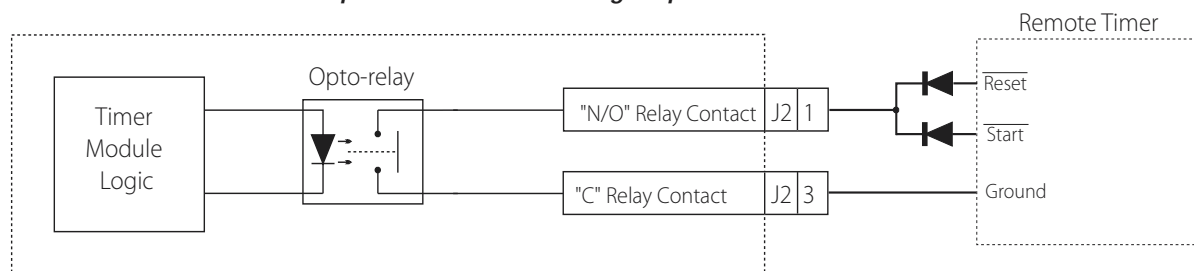 Remote Timer
Opto-relay
Timer
Module
Logic
"N/O" Relay Contact J2 1
"C" Relay Contact J2 3
Reset
Start
Ground